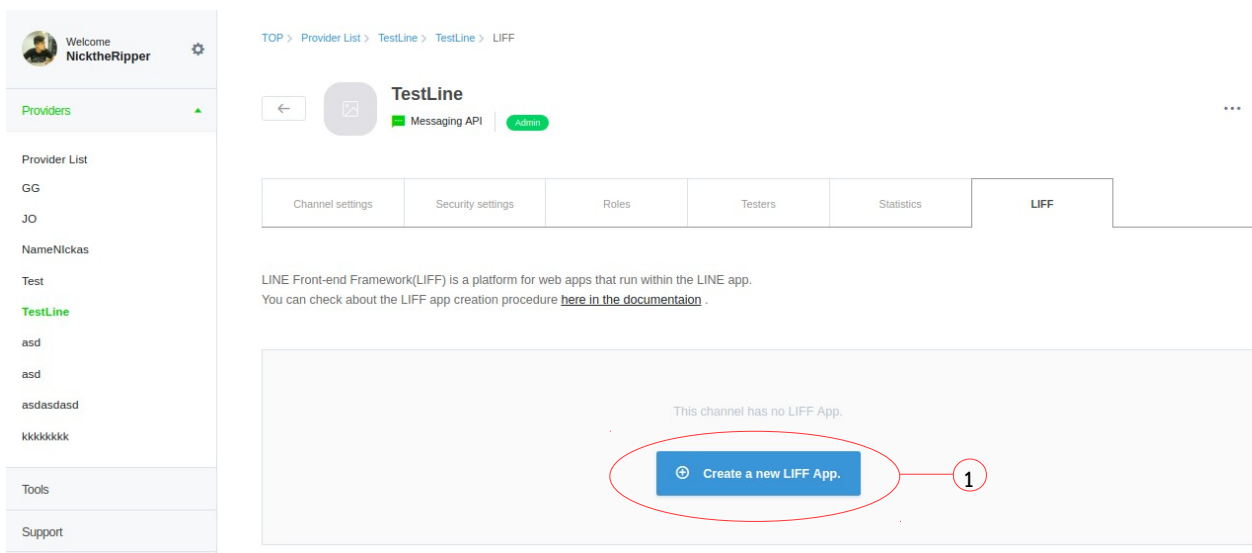 Welcome
NicktheRipper
Providers
Provider List
GG
JO
NameNIckas
Test
TestLine
asd
asd
asdasdasd
kkkkkkkk
Tools
Support
TOP > Provider List > TestLine > TestLine > LIFF
TestLine
Messaging API
Admin
Channel settings
Security settings
Roles
Testers
Statistics
LIFF
LINE Front-end Framework(LIFF) is a platform for web apps that run within the LINE app.
You can check about the LIFF app creation procedure here in the documentaion .
This channel has no LIFF App.
Create a new LIFF App.
1